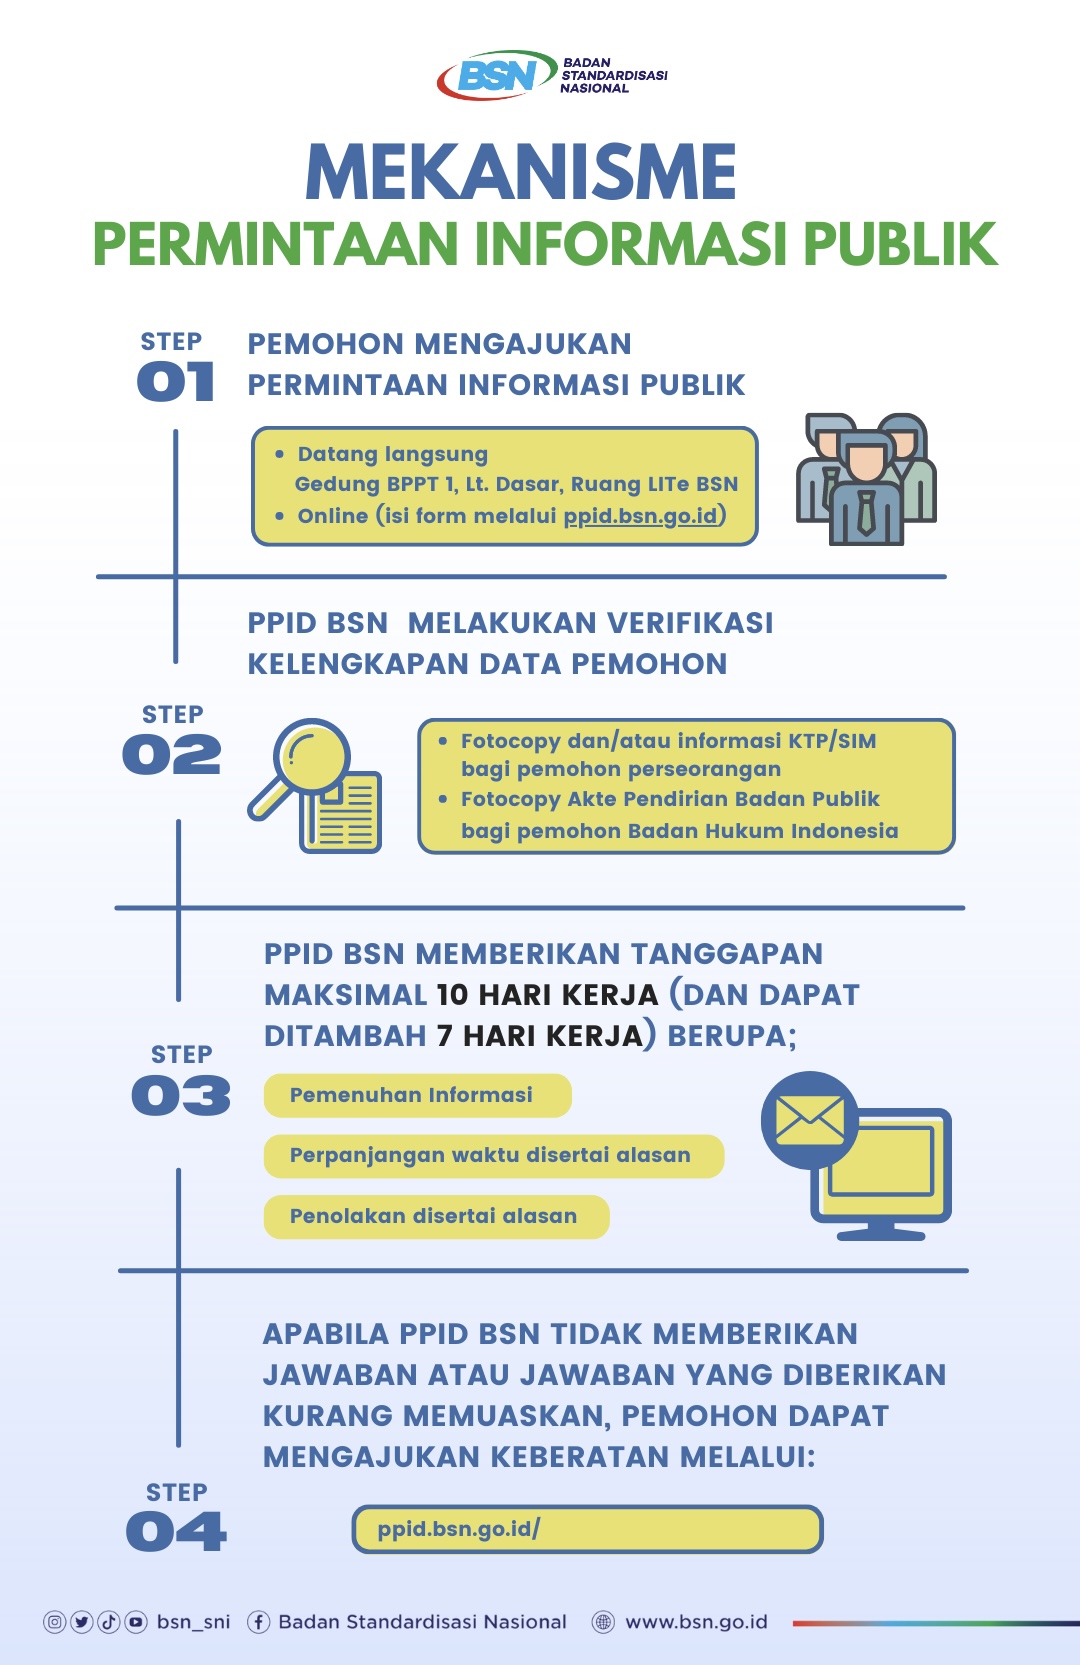 BSN
BADAN
STANDARDISASI
NASIONAL
MEKANISME
PERMINTAAN INFORMASI PUBLIK
STEP
01
PEMOHON MENGAJUKAN
PERMINTAAN INFORMASI PUBLIK
• Datang langsung
Gedung BPPT 1, Lt. Dasar, Ruang LITe BSN
• Online (isi form melalui ppid.bsn.go.id)
PPID BSN MELAKUKAN VERIFIKASI
KELENGKAPAN DATA PEMOHON
STEP
02
• Fotocopy dan/atau informasi KTP/SIM
bagi pemohon perseorangan
• Fotocopy Akte Pendirian Badan Publik
bagi pemohon Badan Hukum Indonesia
PPID BSN MEMBERIKAN TANGGAPAN
MAKSIMAL 10 HARI KERJA (DAN DAPAT
DITAMBAH 7 HARI KERJA) BERUPA;
STEP
03
Pemenuhan Informasi
Perpanjangan waktu disertai alasan
Penolakan disertai alasan
APABILA PPID BSN TIDAK MEMBERIKAN
JAWABAN ATAU JAWABAN YANG DIBERIKAN
KURANG MEMUASKAN, PEMOHON DAPAT
MENGAJUKAN KEBERATAN MELALUI:
STEP
04
ppid.bsn.go.id/
bsn_sni Badan Standardisasi Nasional www.bsn.go.id